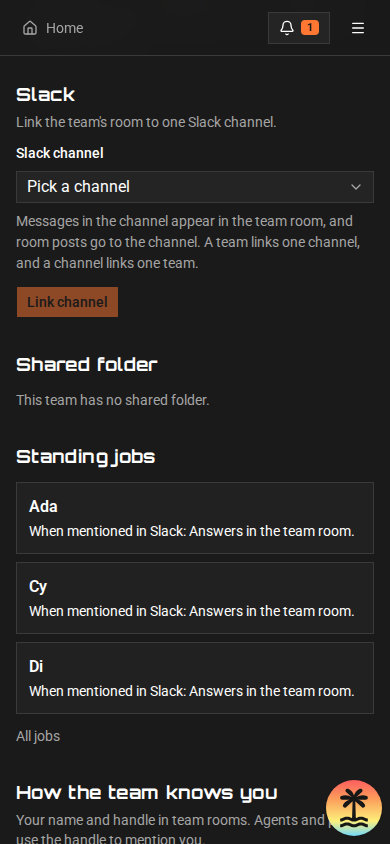 Home
1
Slack
Link the team's room to one Slack channel.
Slack channel
Pick a channel
Messages in the channel appear in the team room, and
room posts go to the channel. A team links one channel,
and a channel links one team.
Link channel
Shared folder
This team has no shared folder.
Standing jobs
Ada
When mentioned in Slack: Answers in the team room.
Cy
When mentioned in Slack: Answers in the team room.
Di
When mentioned in Slack: Answers in the team room.
All jobs
How the team knows you
Your name and handle in team rooms. Agents and
use the handle to mention you.